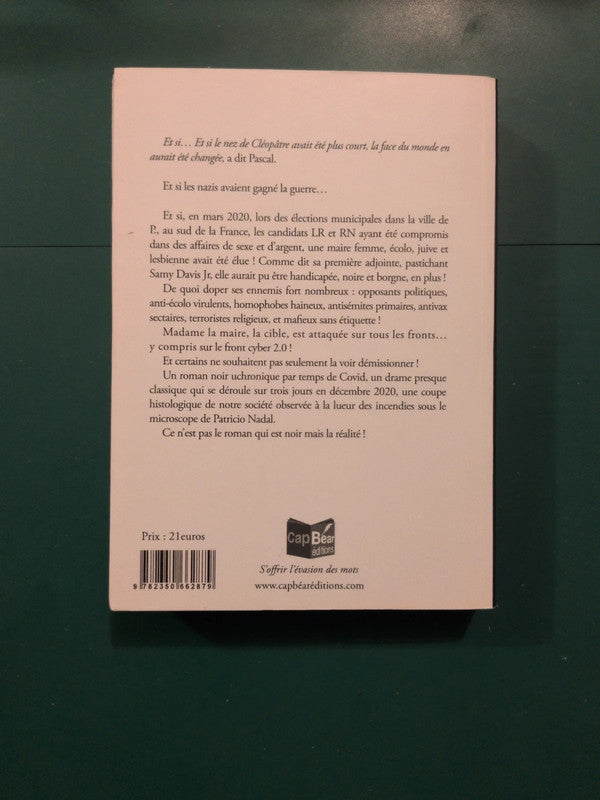 Et si... Et si le nez de Cléopâtre avait été plus court, la face du monde en
aurait été changée, a dit Pascal.
Et si les nazis avaient gagné la guerre...
Et si, en mars 2020, lors des élections municipales dans la ville de
P., au sud de la France, les candidats LR et RN ayant été compromis
dans des affaires de sexe et d'argent, une maire femme, écolo, juive et
lesbienne avait été élue ! Comme dit sa première adjointe, pastichant
Samy Davis Jr, elle aurait pu être handicapée, noire et borgne, en plus !
De quoi doper ses ennemis fort nombreux : opposants politiques,
anti-écolo virulents, homophobes haineux, antisémites primaires, antivax
sectaires, terroristes religieux, et mafieux sans étiquette !
Madame la maire, la cible, est attaquée sur tous les fronts...
y compris sur le front cyber 2.0 !
Et certains ne souhaitent pas seulement la voir démissionner !
Un roman noir uchronique par temps de Covid, un drame presque
classique qui se déroule sur trois jours en décembre 2020, une coupe
histologique de notre société observée à la lueur des incendies sous le
microscope de Patricio Nadal.
Ce n'est pas le roman qui est noir mais la réalité !
Prix : 21euros
Cap Béar
éditions
S'offrir l'évasion des mots
www.capbéaréditions.com
9 782350 662879